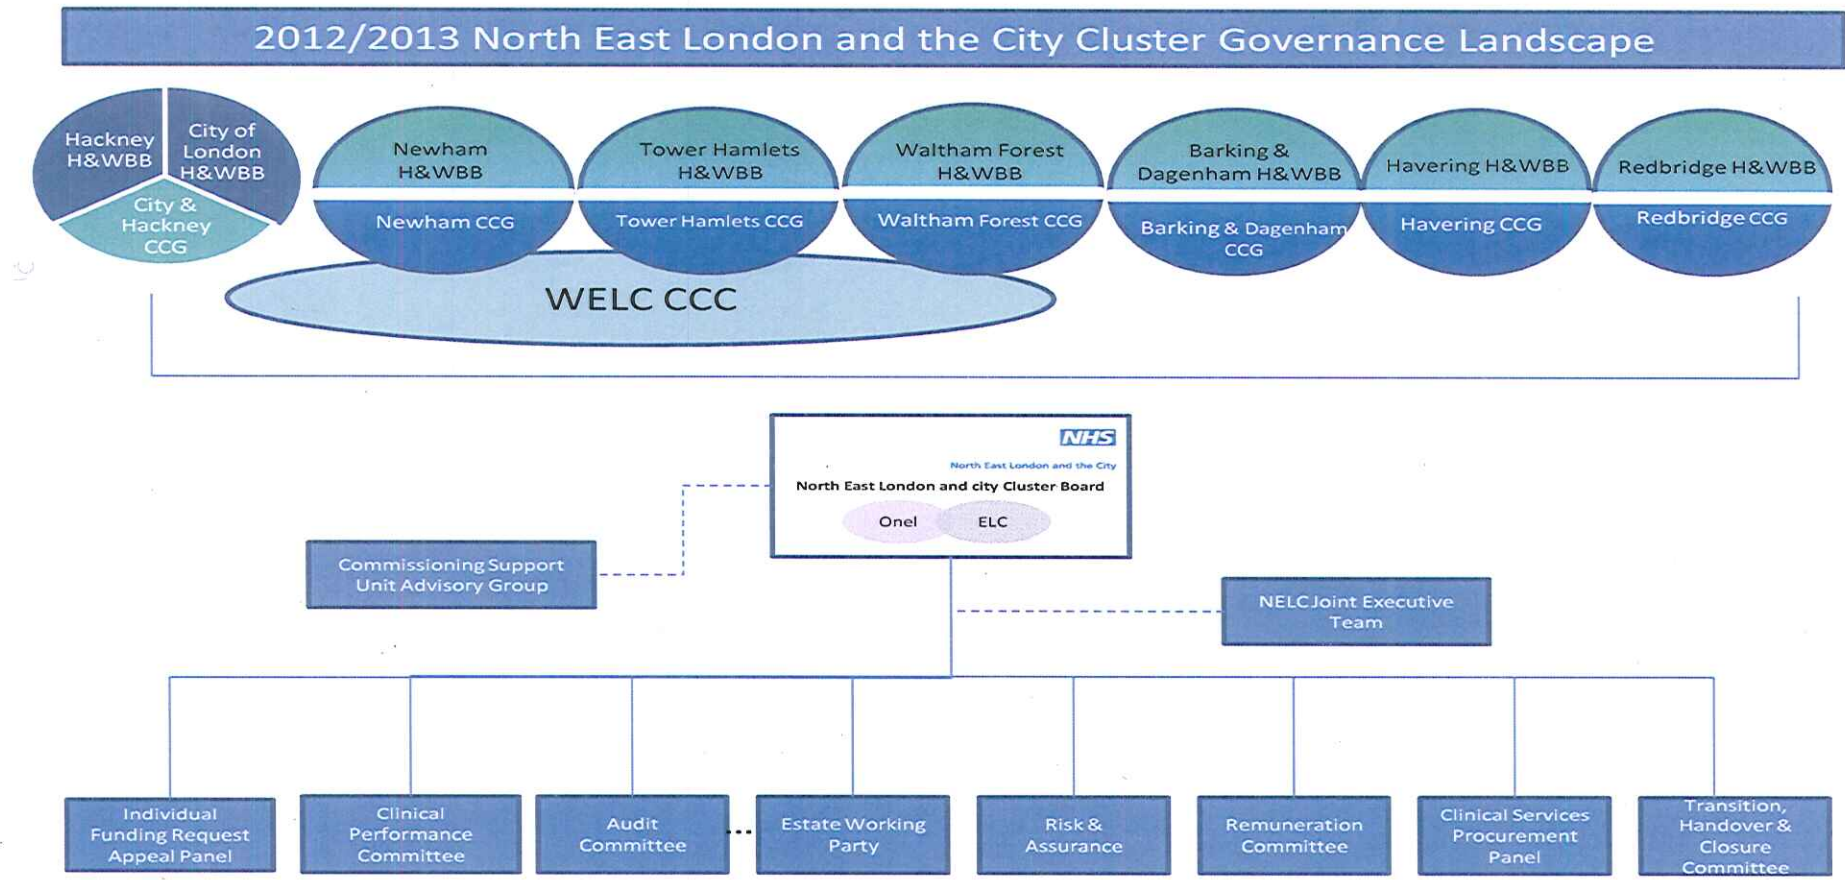 2012/2013 North East London and the City Cluster Governance Landscape
Hackney
H&WBB
City of
London
H&WBB
City &
Hackney
CCG
Newham
H&WBB
Newham CCG
Tower Hamlets
H&WBB
Tower Hamlets CCG
Waltham Forest
H&WBB
Waltham Forest CCG
Barking &
Dagenham H&WBB
Barking & Dagenham
CCG
Havering H&WBB
Havering CCG
Redbridge H&WBB
Redbridge CCG
WELC CCC
NHS
North East London and the City
North East London and city Cluster Board
Onel
ELC
Commissioning Support
Unit Advisory Group
NELC Joint Executive
Team
Individual
Funding Request
Appeal Panel
Clinical
Performance
Committee
Audit
Committee
Estate Working
Party
Risk &
Assurance
Remuneration
Committee
Clinical Services
Procurement
Panel
Transition,
Handover &
Closure
Committee